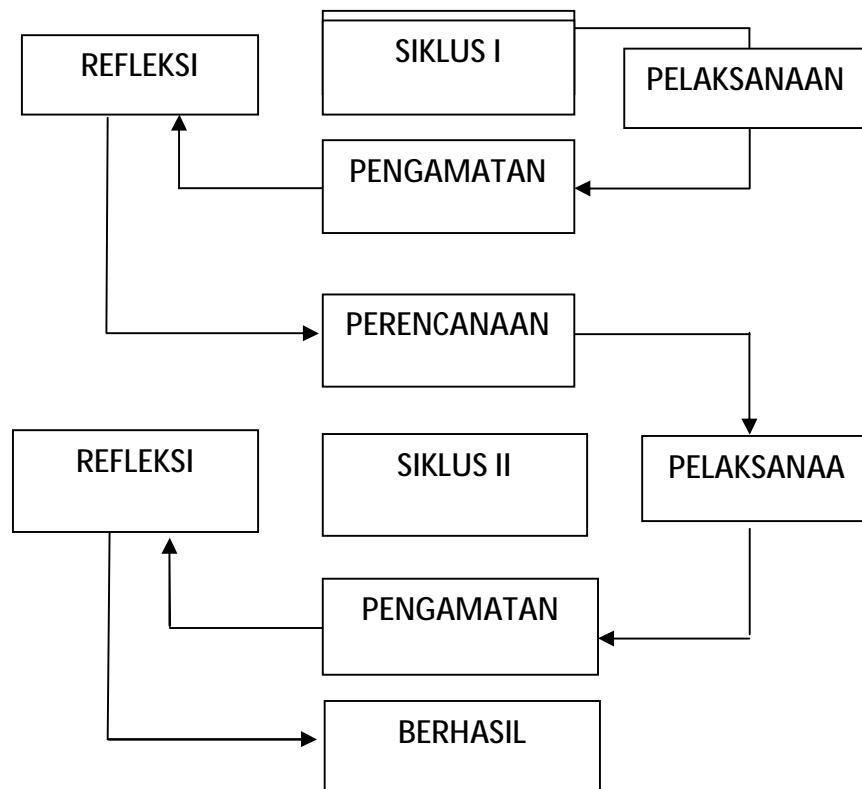 REFLEKSI
SIKLUS I
PELAKSANAAN
PENGAMATAN
PERENCANAAN
REFLEKSI
SIKLUS II
PELAKSANAA
PENGAMATAN
BERHASIL